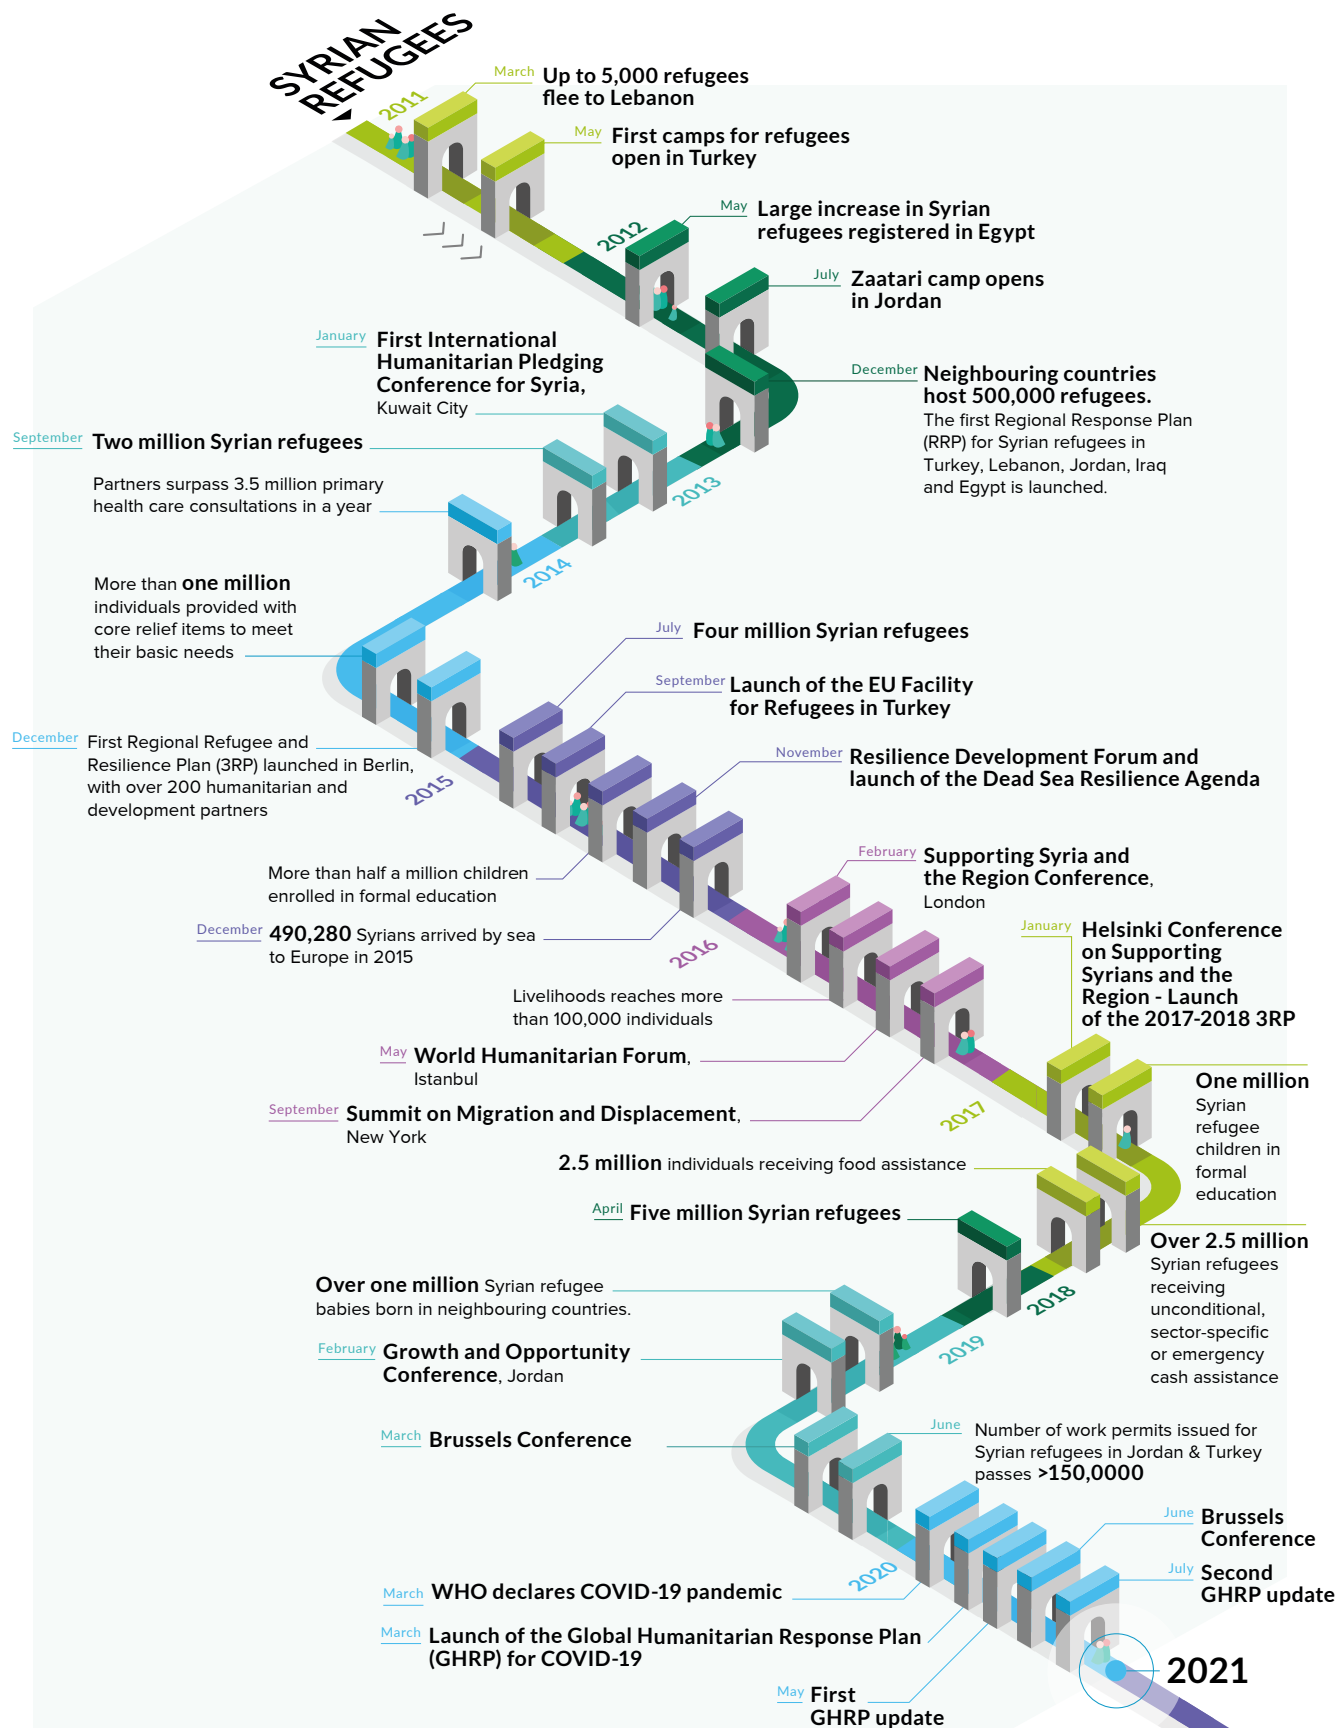 SYRIAN
REFUGEES
2011
March
Up to 5,000 refugees
flee to Lebanon
May
First camps for refugees
open in Turkey
2012
May
Large increase in Syrian
refugees registered in Egypt
July
Zaatari camp opens
in Jordan
December
Neighbouring countries
host 500,000 refugees.
The first Regional Response Plan
(RRP) for Syrian refugees in
Turkey, Lebanon, Jordan, Iraq
and Egypt is launched.
January
First International
Humanitarian Pledging
Conference for Syria,
Kuwait City
September
Two million Syrian refugees
2013
Partners surpass 3.5 million primary
health care consultations in a year
2014
More than one million
individuals provided with
core relief items to meet
their basic needs
December
First Regional Refugee and
Resilience Plan (3RP) launched in Berlin,
with over 200 humanitarian and
development partners
2015
July
Four million Syrian refugees
September
Launch of the EU Facility
for Refugees in Turkey
November
Resilience Development Forum and
launch of the Dead Sea Resilience Agenda
More than half a million children
enrolled in formal education
December
490,280 Syrians arrived by sea
to Europe in 2015
2016
February
Supporting Syria and
the Region Conference,
London
Livelihoods reaches more
than 100,000 individuals
May
World Humanitarian Forum,
Istanbul
September
Summit on Migration and Displacement,
New York
2017
January
Helsinki Conference
on Supporting
Syrians and the
Region - Launch
of the 2017-2018 3RP
One million
Syrian
refugee
children in
formal
education
2.5 million individuals receiving food assistance
Over 2.5 million
Syrian refugees
receiving
unconditional,
sector-specific
or emergency
cash assistance
April
Five million Syrian refugees
2018
Over one million Syrian refugee
babies born in neighbouring countries.
2019
February
Growth and Opportunity
Conference, Jordan
March
Brussels Conference
June
Number of work permits issued for
Syrian refugees in Jordan & Turkey
passes >150,0000
2020
March
WHO declares COVID-19 pandemic
March
Launch of the Global Humanitarian Response Plan
(GHRP) for COVID-19
May
First
GHRP update
June
Brussels
Conference
July
Second
GHRP update
2021